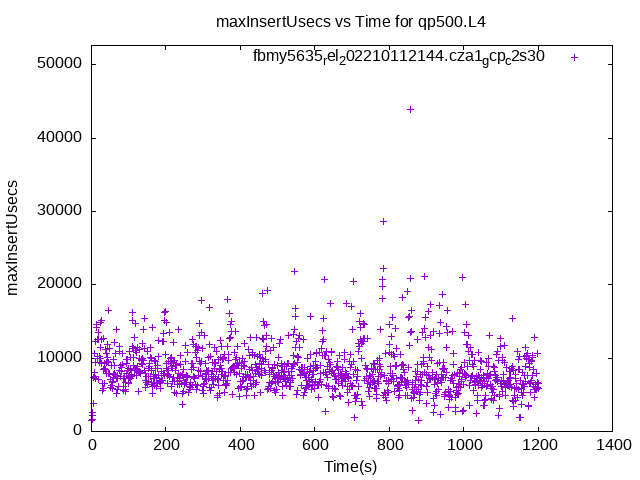 maxInsertUsecs vs Time for qp500.L4
fbmy5635rel202210112144.cza1gcpc2s30
50000
40000
30000
20000
10000
0
maxInsertUsecs
0 200 400 600 800 1000 1200 1400
Time(s)